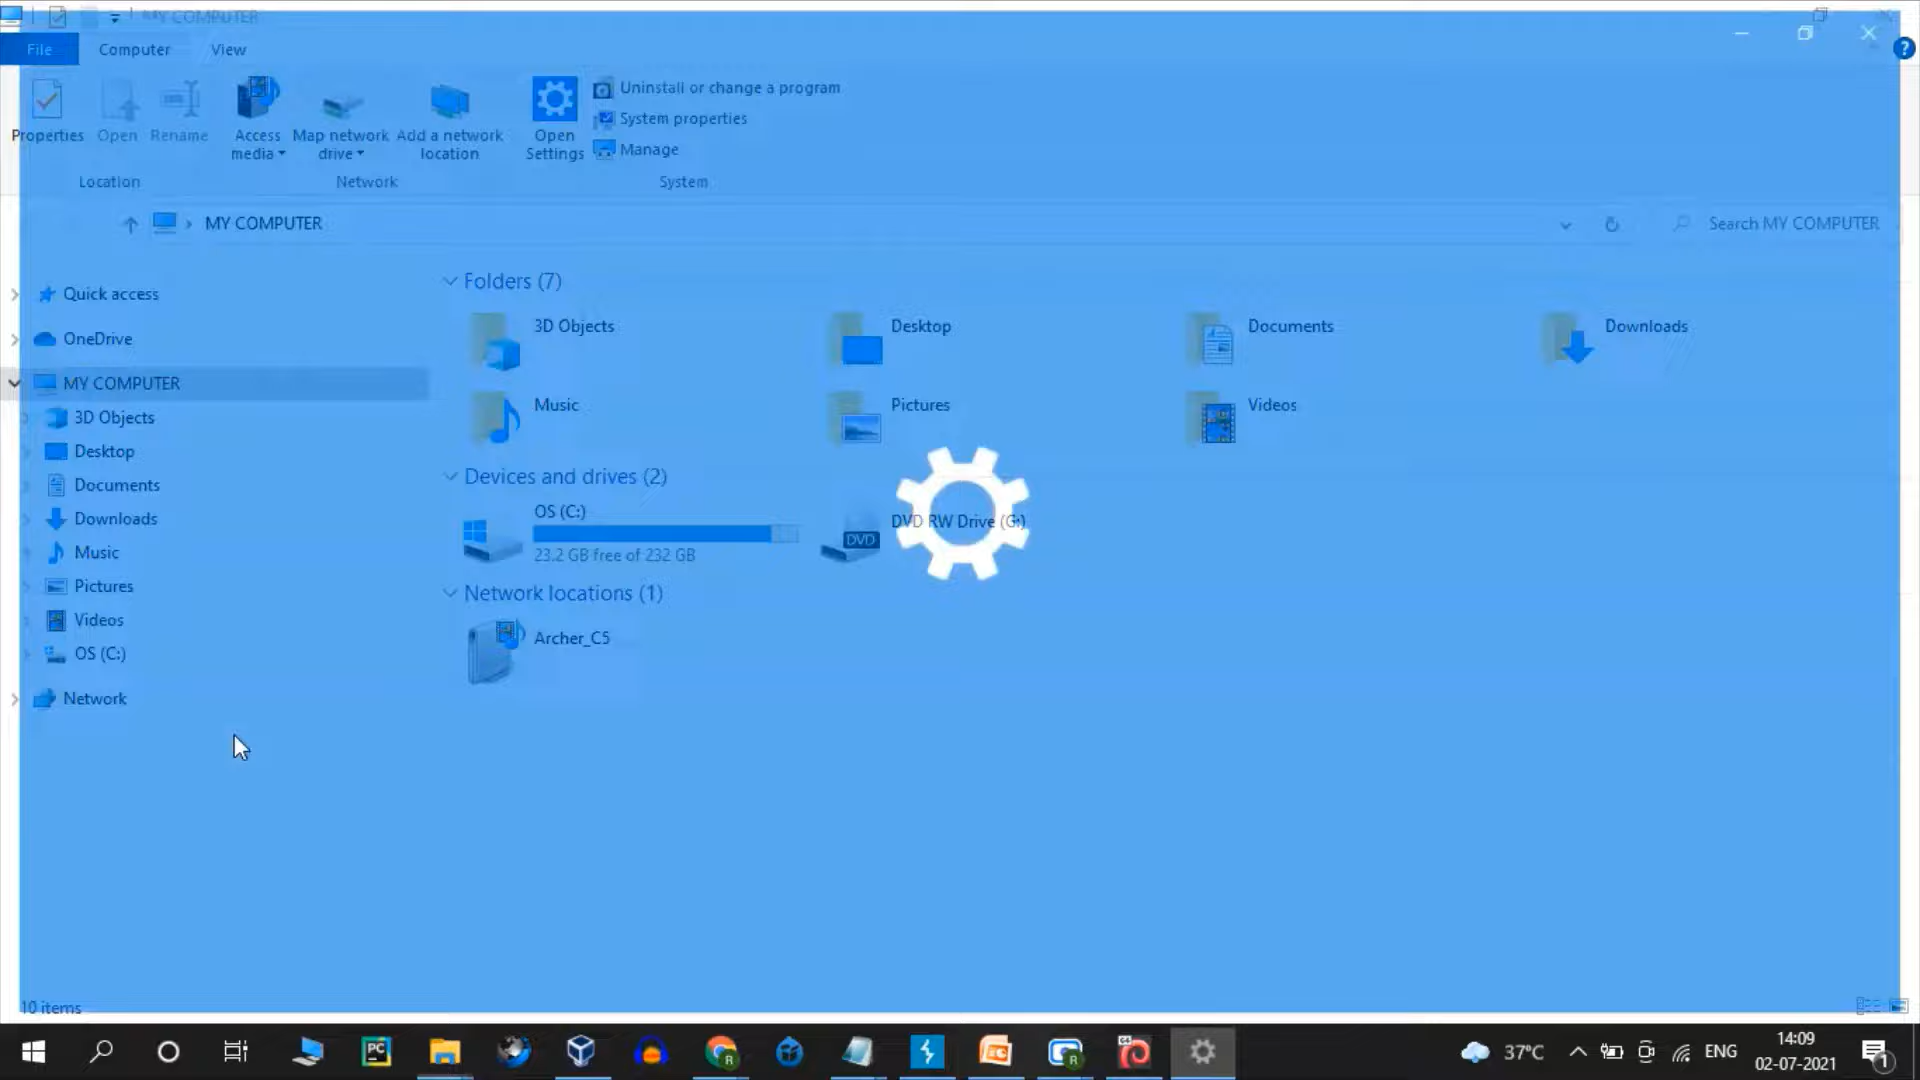 MY COMPUTER
File Computer View
Properties Open Rename Access media Map network drive Add a network location Open Settings
Uninstall or change a program
System properties
Manage
Location Network System
MY COMPUTER
Search MY COMPUTER
Quick access
OneDrive
MY COMPUTER
3D Objects
Desktop
Documents
Downloads
Music
Pictures
Videos
OS (C:)
Network
Folders (7)
3D Objects
Desktop
Documents
Downloads
Music
Pictures
Videos
Devices and drives (2)
OS (C:)
23.2 GB free of 232 GB
DVD
DVD RW Drive (G:)
Network locations (1)
Archer_C5
10 items
PC
R
R
64
37°C
ENG
14:09
02-07-2021
1